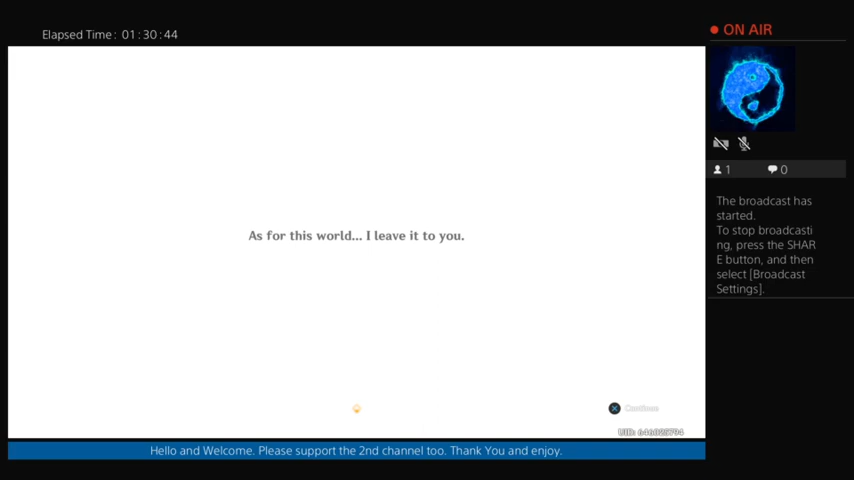 Elapsed Time: 01:30:44
ON AIR
1
0
The broadcast has
started.
To stop broadcasti
ng, press the SHAR
E button, and then
select [Broadcast
Settings].
As for this world... I leave it to you.
Continue
Hello and Welcome. Please support the 2nd channel too. Thank You and enjoy.